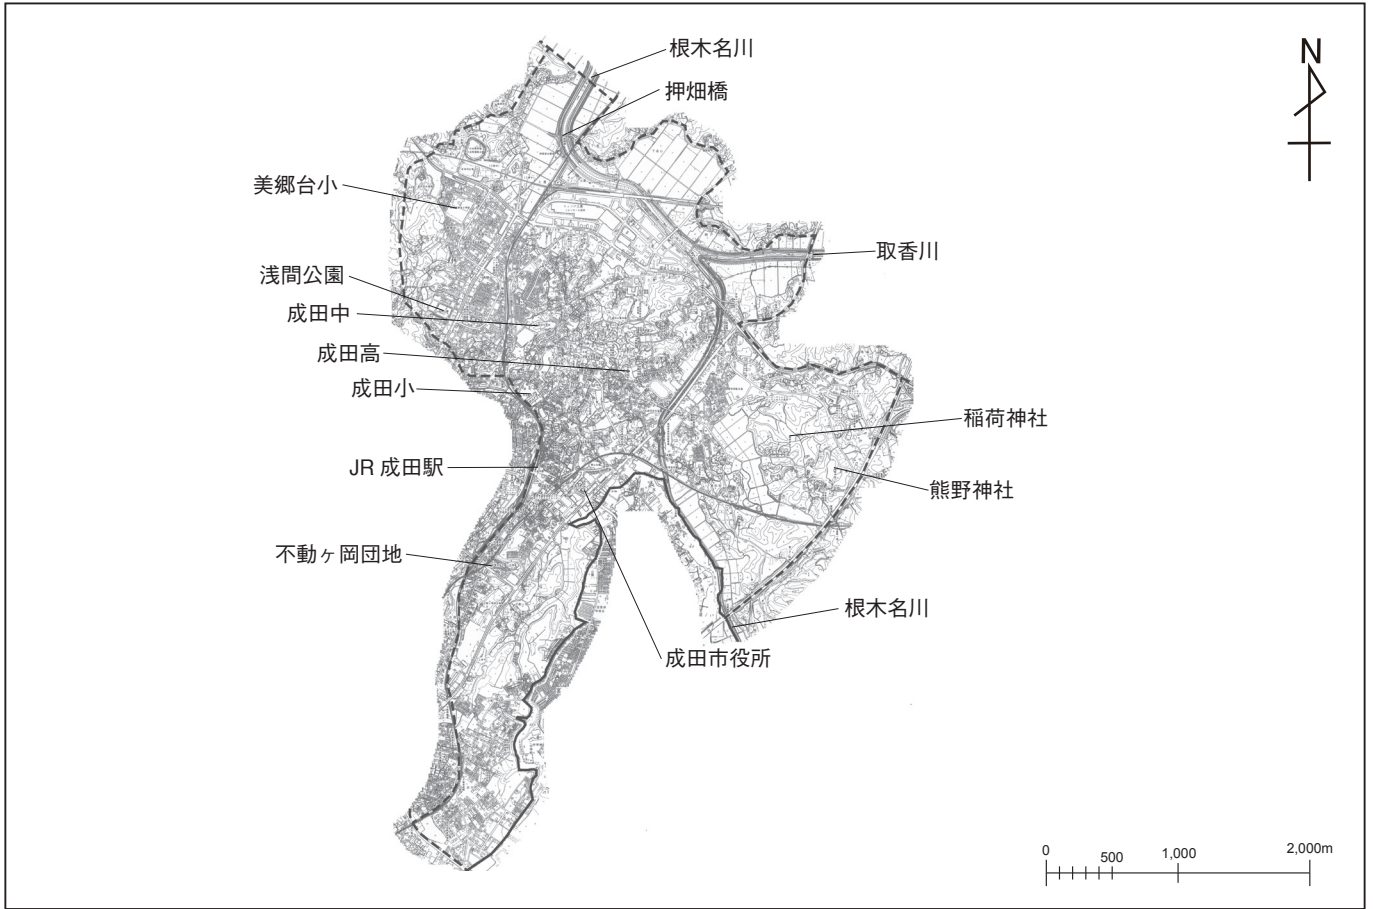 N
根木名川
押畑橋
美郷台小
取香川
浅間公園
成田中
成田高
成田小
稲荷神社
JR 成田駅
熊野神社
不動ヶ岡団地
根木名川
成田市役所
0 500 1,000 2,000m